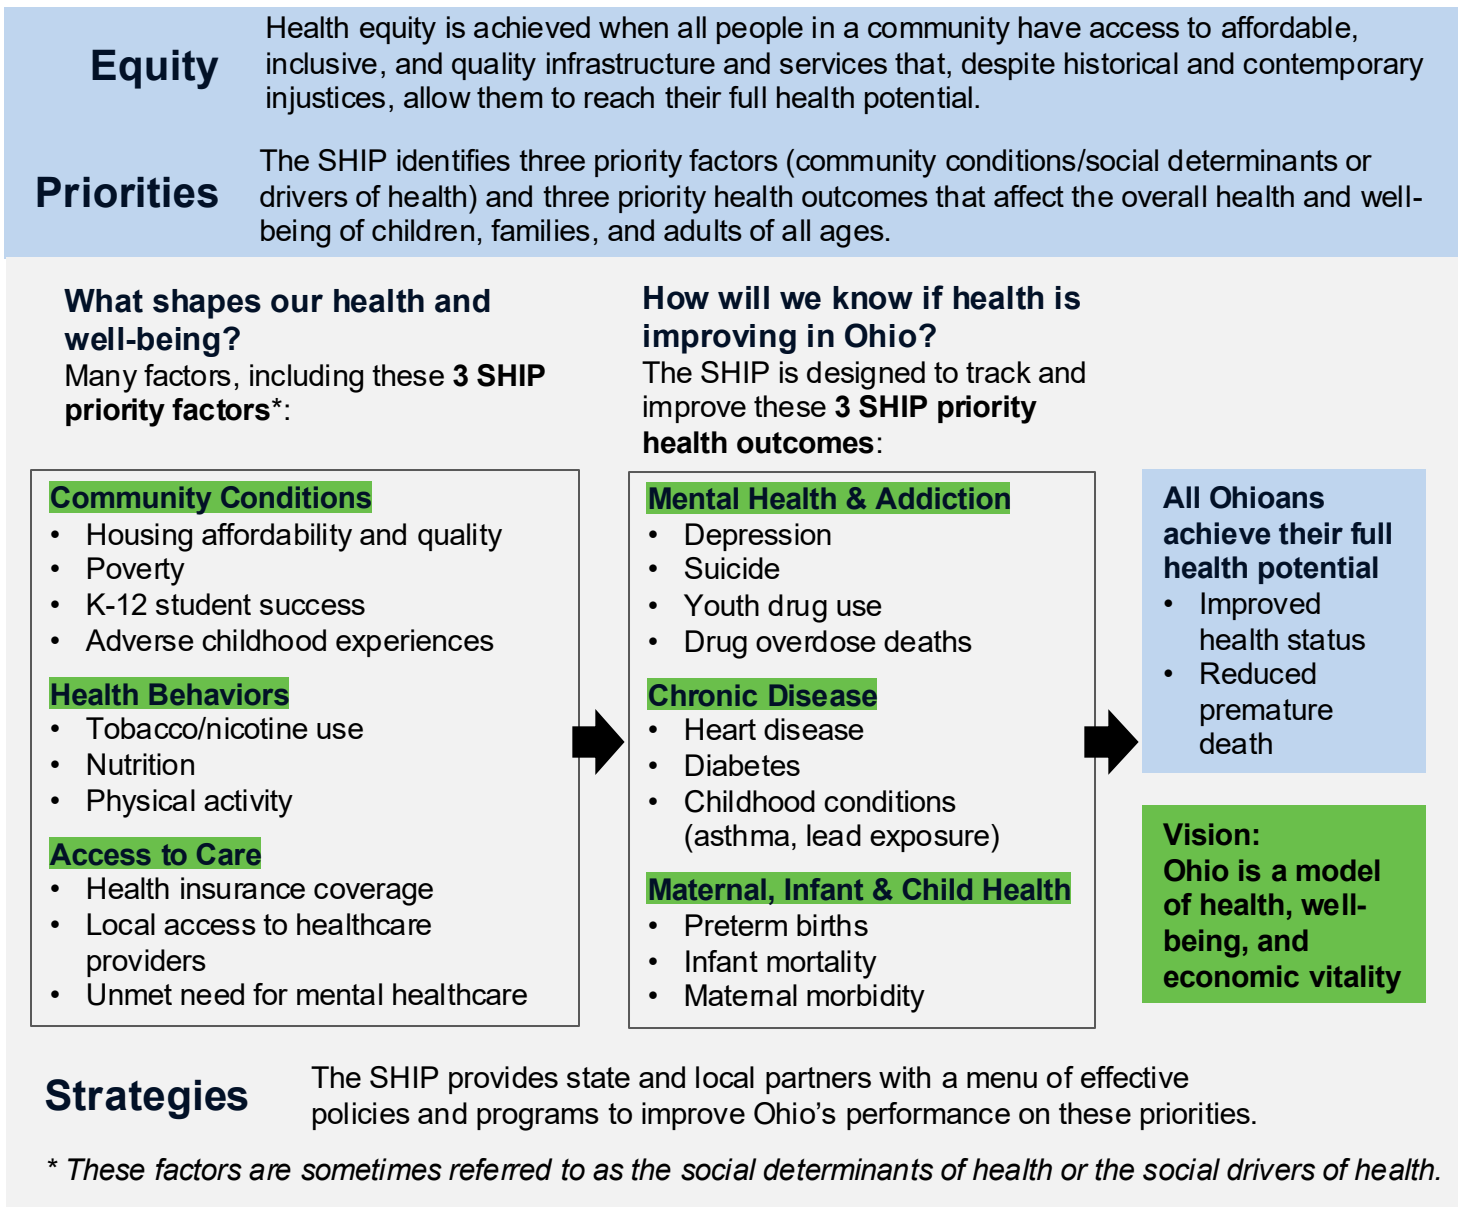 Equity
Health equity is achieved when all people in a community have access to affordable,
inclusive, and quality infrastructure and services that, despite historical and contemporary
injustices, allow them to reach their full health potential.
Priorities
The SHIP identifies three priority factors (community conditions/social determinants or
drivers of health) and three priority health outcomes that affect the overall health and well-
being of children, families, and adults of all ages.
What shapes our health and
well-being?
Many factors, including these 3 SHIP
priority factors*:
Community Conditions
• Housing affordability and quality
• Poverty
• K-12 student success
• Adverse childhood experiences
Health Behaviors
• Tobacco/nicotine use
• Nutrition
• Physical activity
Access to Care
• Health insurance coverage
• Local access to healthcare
providers
• Unmet need for mental healthcare
How will we know if health is
improving in Ohio?
The SHIP is designed to track and
improve these 3 SHIP priority
health outcomes:
Mental Health & Addiction
• Depression
• Suicide
• Youth drug use
• Drug overdose deaths
Chronic Disease
• Heart disease
• Diabetes
• Childhood conditions
(asthma, lead exposure)
Maternal, Infant & Child Health
• Preterm births
• Infant mortality
• Maternal morbidity
All Ohioans
achieve their full
health potential
• Improved
health status
• Reduced
premature
death
Vision:
Ohio is a model
of health, well-
being, and
economic vitality
Strategies
The SHIP provides state and local partners with a menu of effective
policies and programs to improve Ohio’s performance on these priorities.
* These factors are sometimes referred to as the social determinants of health or the social drivers of health.